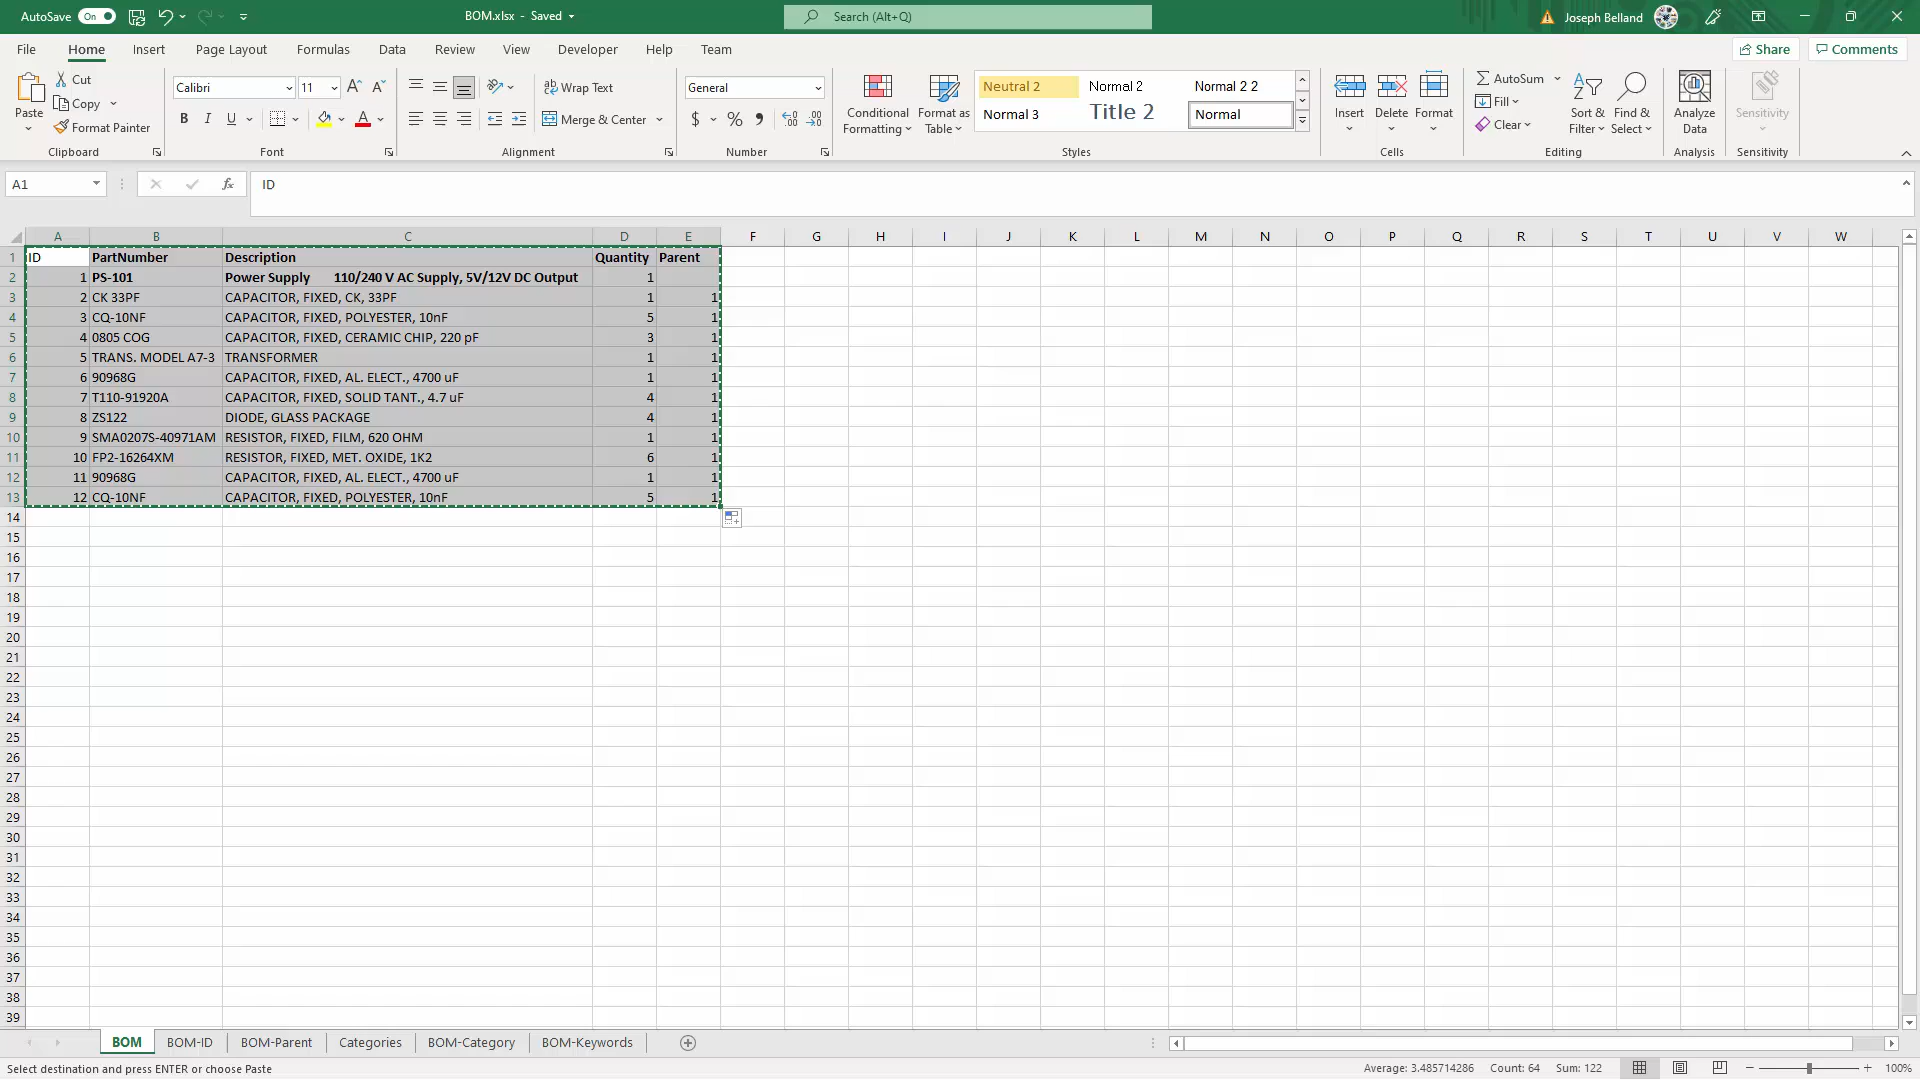 AutoSave On BOM.xlsx - Saved Search (Alt+Q) Joseph Belland
File Home Insert Page Layout Formulas Data Review View Developer Help Team Share Comments
Paste Cut Copy Format Painter Clipboard
Calibri 11 Font
Wrap Text Merge & Center Alignment
General Number
Conditional Formatting Format as Table
Neutral 2 Normal 2 Normal 2 2
Normal 3 Title 2 Normal
Styles
Insert Delete Format Cells
AutoSum Fill Clear Sort & Filter Find & Select Editing
Analyze Data Analysis
Sensitivity Sensitivity
A1 fx ID
A B C D E F G H I J K L M N O P Q R S T U V W
1 ID PartNumber Description Quantity Parent
2 1 PS-101 Power Supply 110/240 V AC Supply, 5V/12V DC Output 1
3 2 CK 33PF CAPACITOR, FIXED, CK, 33PF 1 1
4 3 CQ-10NF CAPACITOR, FIXED, POLYESTER, 10nF 5 1
5 4 0805 COG CAPACITOR, FIXED, CERAMIC CHIP, 220 pF 3 1
6 5 TRANS. MODEL A7-3 TRANSFORMER 1 1
7 6 90968G CAPACITOR, FIXED, AL. ELECT., 4700 uF 1 1
8 7 T110-91920A CAPACITOR, FIXED, SOLID TANT., 4.7 uF 4 1
9 8 ZS122 DIODE, GLASS PACKAGE 4 1
10 9 SMA0207S-40971AM RESISTOR, FIXED, FILM, 620 OHM 1 1
11 10 FP2-16264XM RESISTOR, FIXED, MET. OXIDE, 1K2 6 1
12 11 90968G CAPACITOR, FIXED, AL. ELECT., 4700 uF 1 1
13 12 CQ-10NF CAPACITOR, FIXED, POLYESTER, 10nF 5 1
14
15
16
17
18
19
20
21
22
23
24
25
26
27
28
29
30
31
32
33
34
35
36
37
38
39
BOM BOM-ID BOM-Parent Categories BOM-Category BOM-Keywords
Select destination and press ENTER or choose Paste Average: 3.485714286 Count: 64 Sum: 122 100%